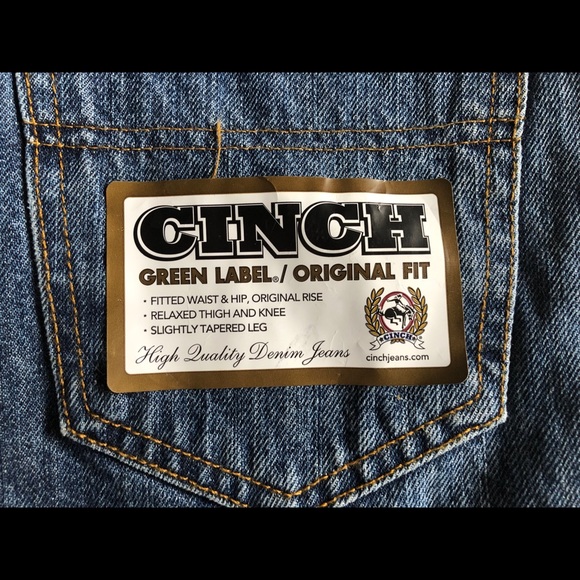 CINCH
GREEN LABEL® / ORIGINAL FIT
• FITTED WAIST & HIP, ORIGINAL RISE
• RELAXED THIGH AND KNEE
• SLIGHTLY TAPERED LEG
High Quality Denim Jeans
CINCH
cinchjeans.com